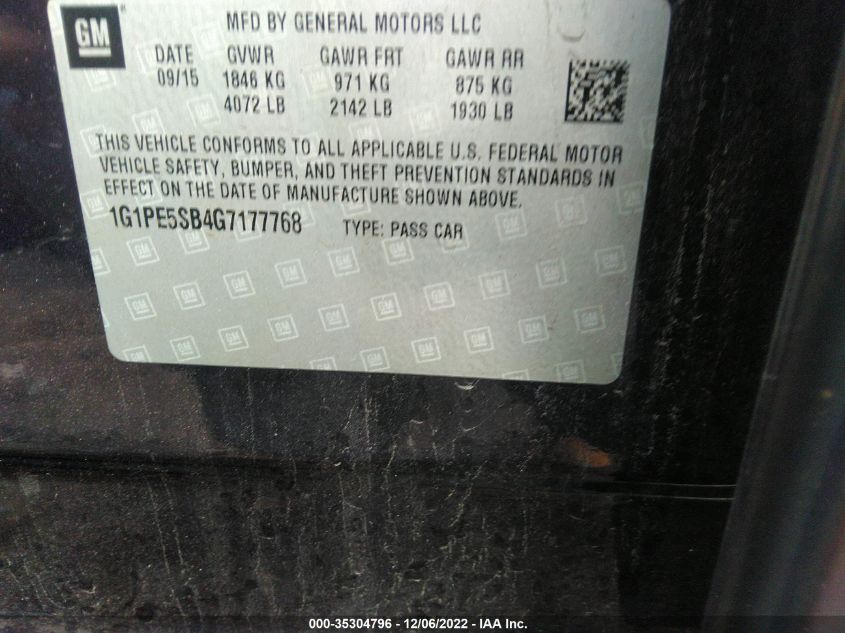 GM
MFD BY GENERAL MOTORS LLC
DATE GVWR GAWR FRT GAWR RR
09/15 1846 KG 971 KG 875 KG
4072 LB 2142 LB 1930 LB
THIS VEHICLE CONFORMS TO ALL APPLICABLE U.S. FEDERAL MOTOR
VEHICLE SAFETY, BUMPER, AND THEFT PREVENTION STANDARDS IN
EFFECT ON THE DATE OF MANUFACTURE SHOWN ABOVE.
1G1PE5SB4G7177768 TYPE: PASS CAR
000-35304796 - 12/06/2022 - IAA Inc.